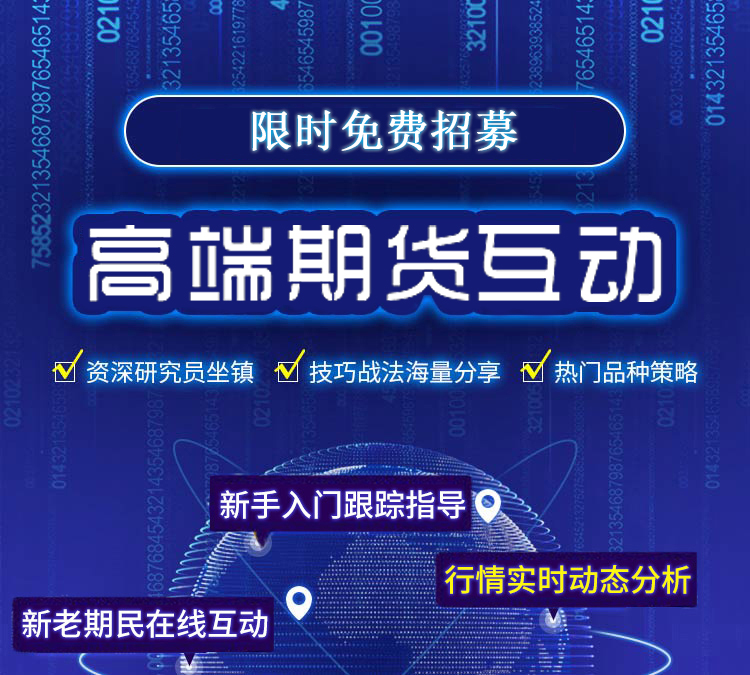 限时免费招募
高端期货互动
资深研究员坐镇 技巧战法海量分享 热门品种策略
新手入门跟踪指导
行情实时动态分析
新老期民在线互动